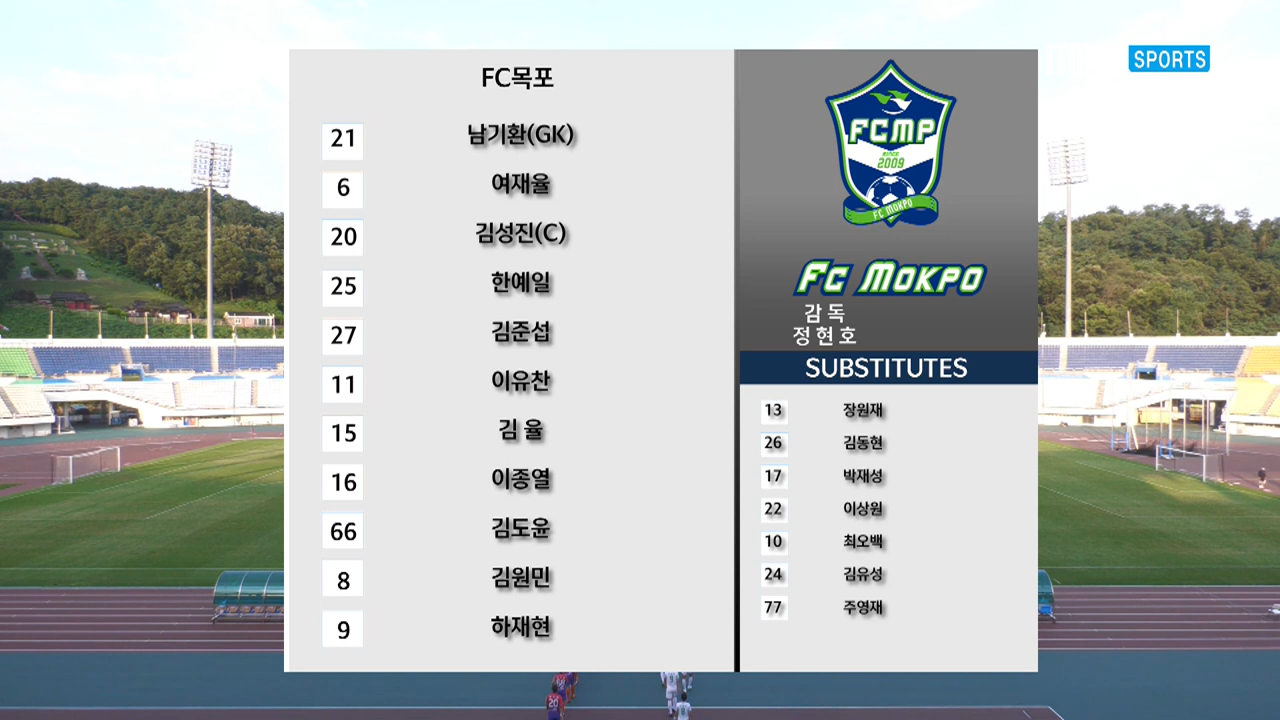 SPORTS
FC목포
21 남기환(GK)
6 여재율
20 김성진(C)
25 한예일
27 김준섭
11 이유찬
15 김 율
16 이종열
66 김도윤
8 김원민
9 하재현
FCMP
SINCE
2009
FC MOKPO
FC MOKPO
감 독
정 현 호
SUBSTITUTES
13 장원재
26 김동현
17 박재성
22 이상원
10 최오백
24 김유성
77 주영재